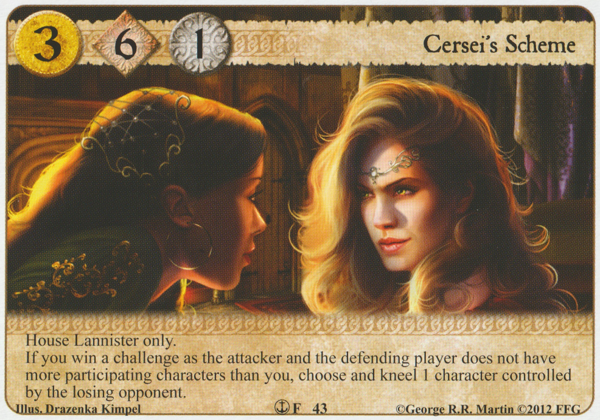 3 6 1 Cersei's Scheme
House Lannister only.
If you win a challenge as the attacker and the defending player does not have
more participating characters than you, choose and kneel 1 character controlled
by the losing opponent.
Illus. Drazenka Kimpel F 43 ©George R.R. Martin ©2012 FFG